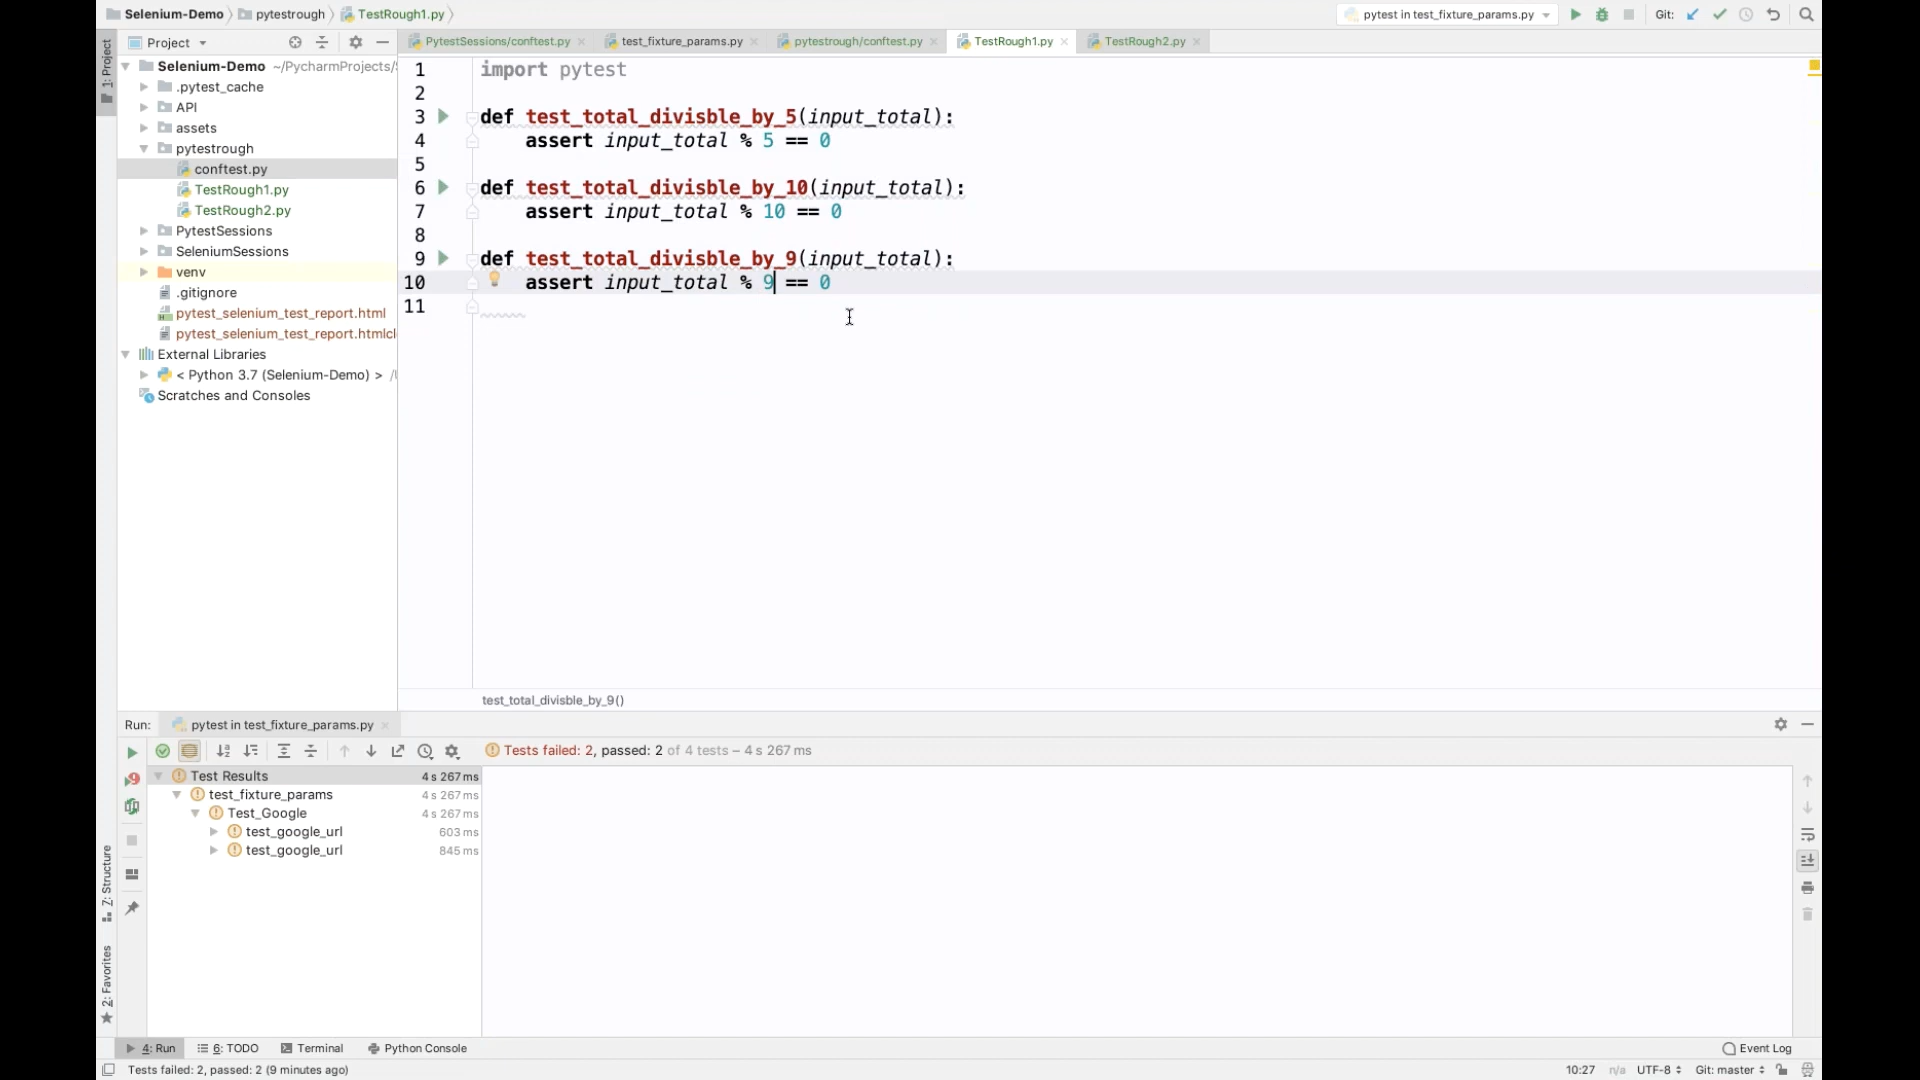 Selenium-Demo pytestrough TestRough1.py
pytest in test_fixture_params.py Git:
1: Project
Project
PytestSessions/conftest.py test_fixture_params.py pytestrough/conftest.py TestRough1.py TestRough2.py
Selenium-Demo ~/PycharmProjects/
.pytest_cache
API
assets
pytestrough
conftest.py
TestRough1.py
TestRough2.py
PytestSessions
SeleniumSessions
venv
.gitignore
pytest_selenium_test_report.html
pytest_selenium_test_report.htmlcl
External Libraries
< Python 3.7 (Selenium-Demo) >
Scratches and Consoles
1 import pytest
2
3 def test_total_divisble_by_5(input_total):
4 assert input_total % 5 == 0
5
6 def test_total_divisble_by_10(input_total):
7 assert input_total % 10 == 0
8
9 def test_total_divisble_by_9(input_total):
10 assert input_total % 9 == 0
11
test_total_divisble_by_9()
Run: pytest in test_fixture_params.py
Tests failed: 2, passed: 2 of 4 tests – 4 s 267 ms
Test Results 4 s 267 ms
test_fixture_params 4 s 267 ms
Test_Google 4 s 267 ms
test_google_url 603 ms
test_google_url 845 ms
Z: Structure
2: Favorites
4: Run 6: TODO Terminal Python Console Event Log
Tests failed: 2, passed: 2 (9 minutes ago) 10:27 n/a UTF-8 Git: master